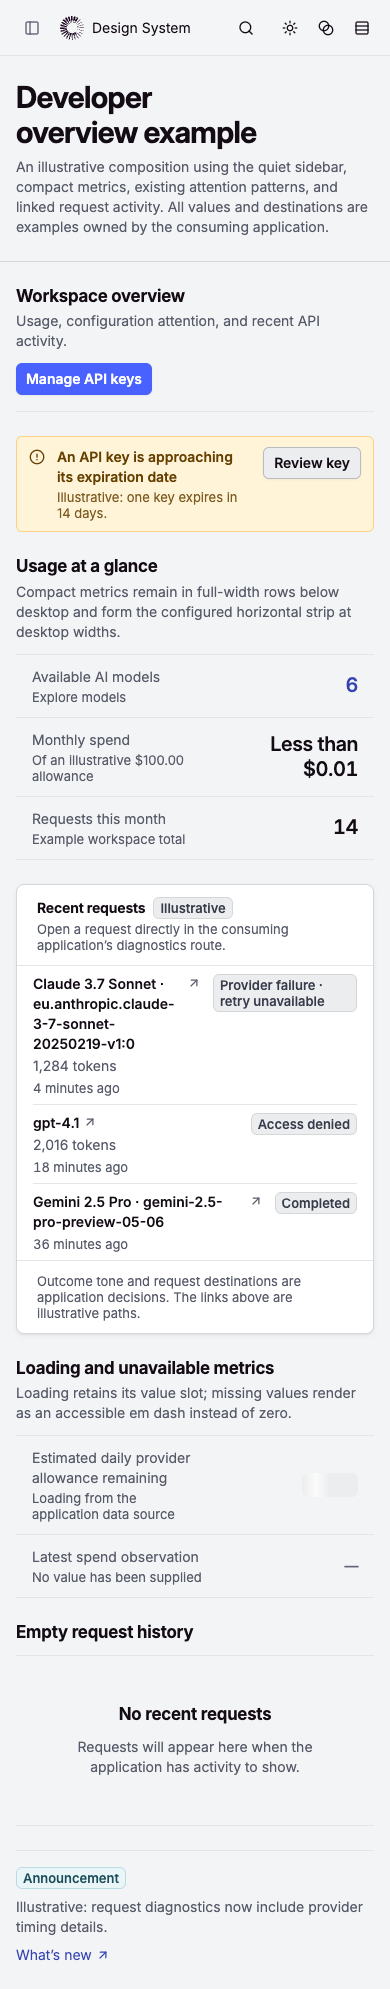 Design System
Developer
overview example
An illustrative composition using the quiet sidebar,
compact metrics, existing attention patterns, and
linked request activity. All values and destinations are
examples owned by the consuming application.
Workspace overview
Usage, configuration attention, and recent API
activity.
Manage API keys
An API key is approaching
its expiration date
Illustrative: one key expires in
14 days.
Review key
Usage at a glance
Compact metrics remain in full-width rows below
desktop and form the configured horizontal strip at
desktop widths.
Available AI models
Explore models
6
Monthly spend
Of an illustrative $100.00
allowance
Less than
$0.01
Requests this month
Example workspace total
14
Recent requests Illustrative
Open a request directly in the consuming
application's diagnostics route.
Claude 3.7 Sonnet ·
eu.anthropic.claude-
3-7-sonnet-
20250219-v1:0
1,284 tokens
4 minutes ago
Provider failure ·
retry unavailable
gpt-4.1
2,016 tokens
18 minutes ago
Access denied
Gemini 2.5 Pro · gemini-2.5-
pro-preview-05-06
36 minutes ago
Completed
Outcome tone and request destinations are
application decisions. The links above are
illustrative paths.
Loading and unavailable metrics
Loading retains its value slot; missing values render
as an accessible em dash instead of zero.
Estimated daily provider
allowance remaining
Loading from the
application data source
Latest spend observation
No value has been supplied
—
Empty request history
No recent requests
Requests will appear here when the
application has activity to show.
Announcement
Illustrative: request diagnostics now include provider
timing details.
What's new